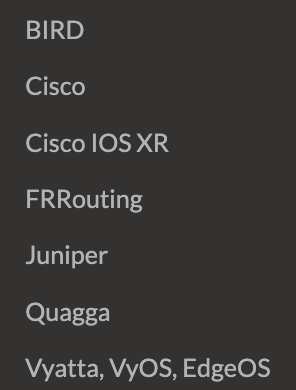 BIRD
Cisco
Cisco IOS XR
FRRouting
Juniper
Quagga
Vyatta, VyOS, EdgeOS